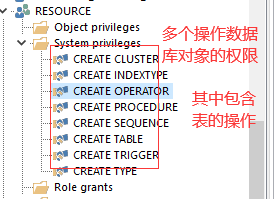 RESOURCE
Object privileges
System privileges
CREATE CLUSTER
CREATE INDEXTYPE
CREATE OPERATOR
CREATE PROCEDURE
CREATE SEQUENCE
CREATE TABLE
CREATE TRIGGER
CREATE TYPE
Role grants
多个操作数据
库对象的权限
其中包含
表的操作